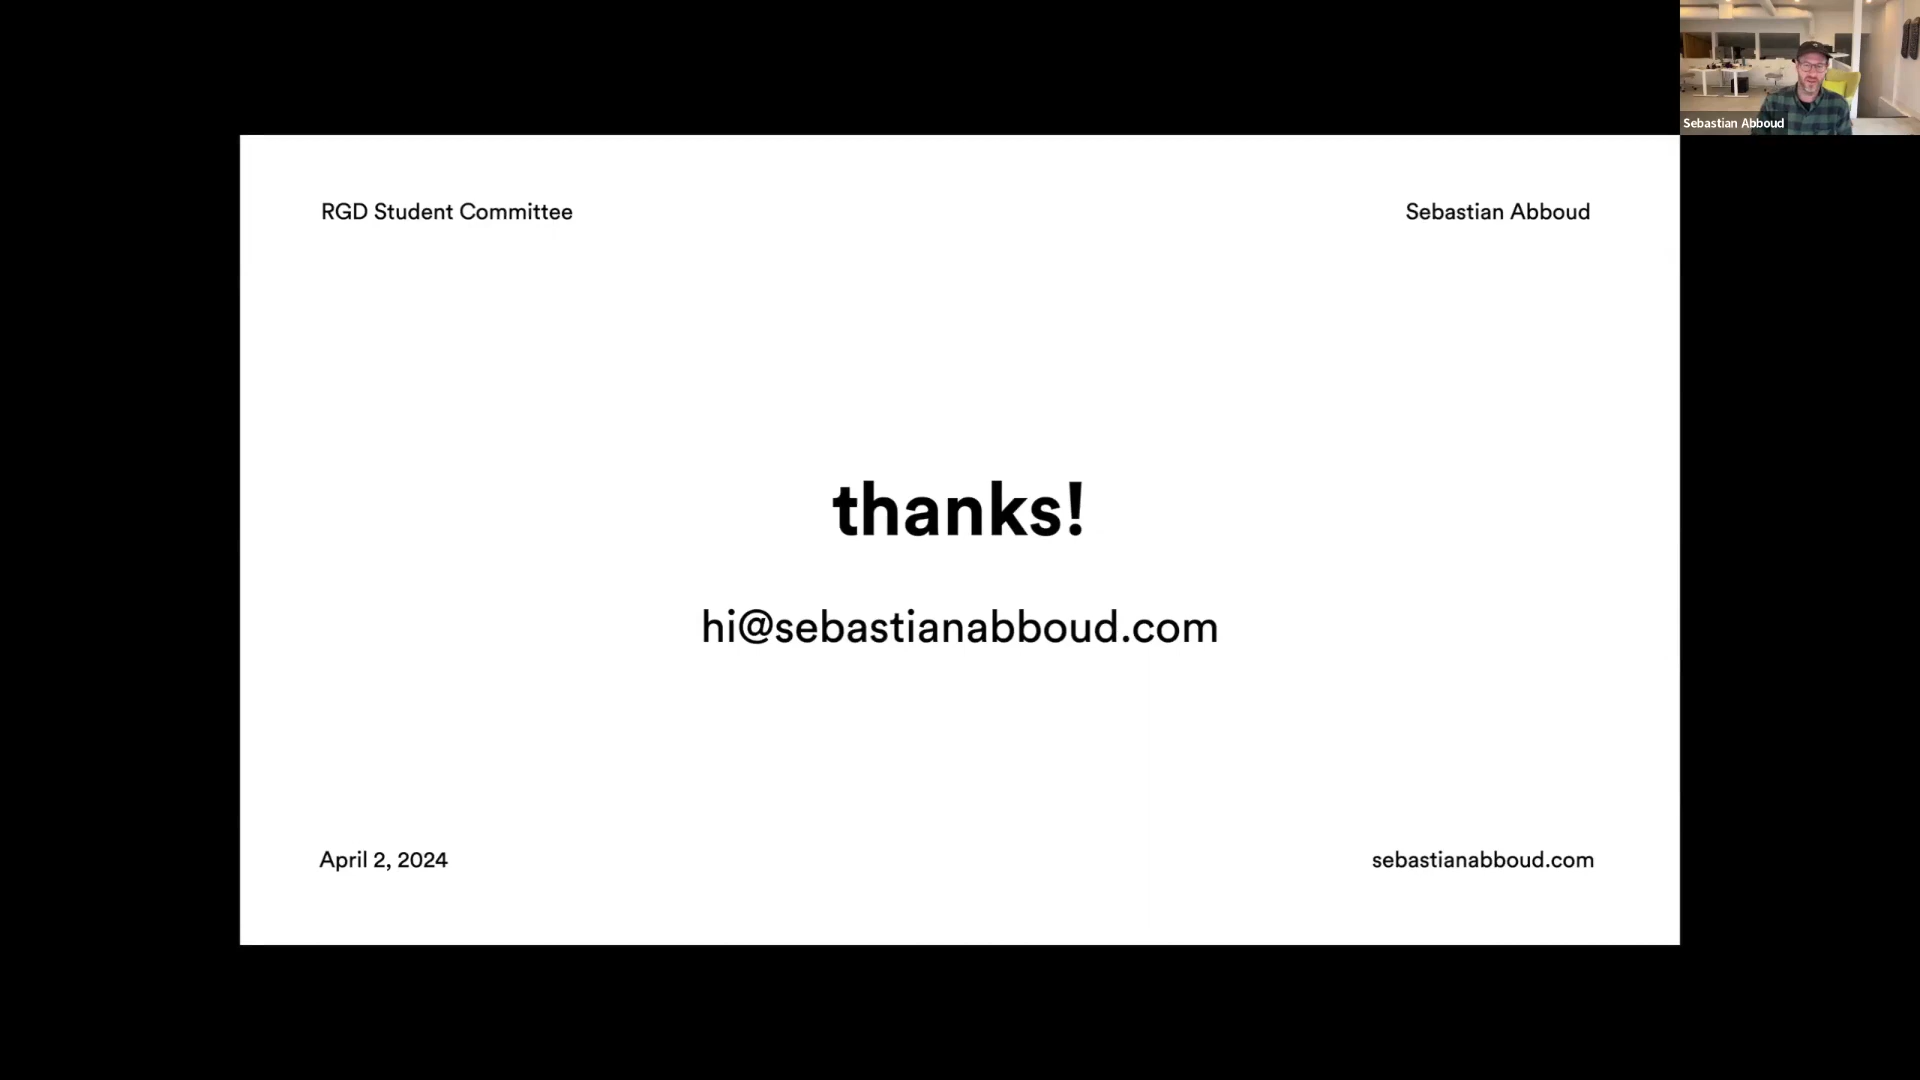 Sebastian Abboud
RGD Student Committee
Sebastian Abboud
thanks!
hi@sebastianabboud.com
April 2, 2024
sebastianabboud.com